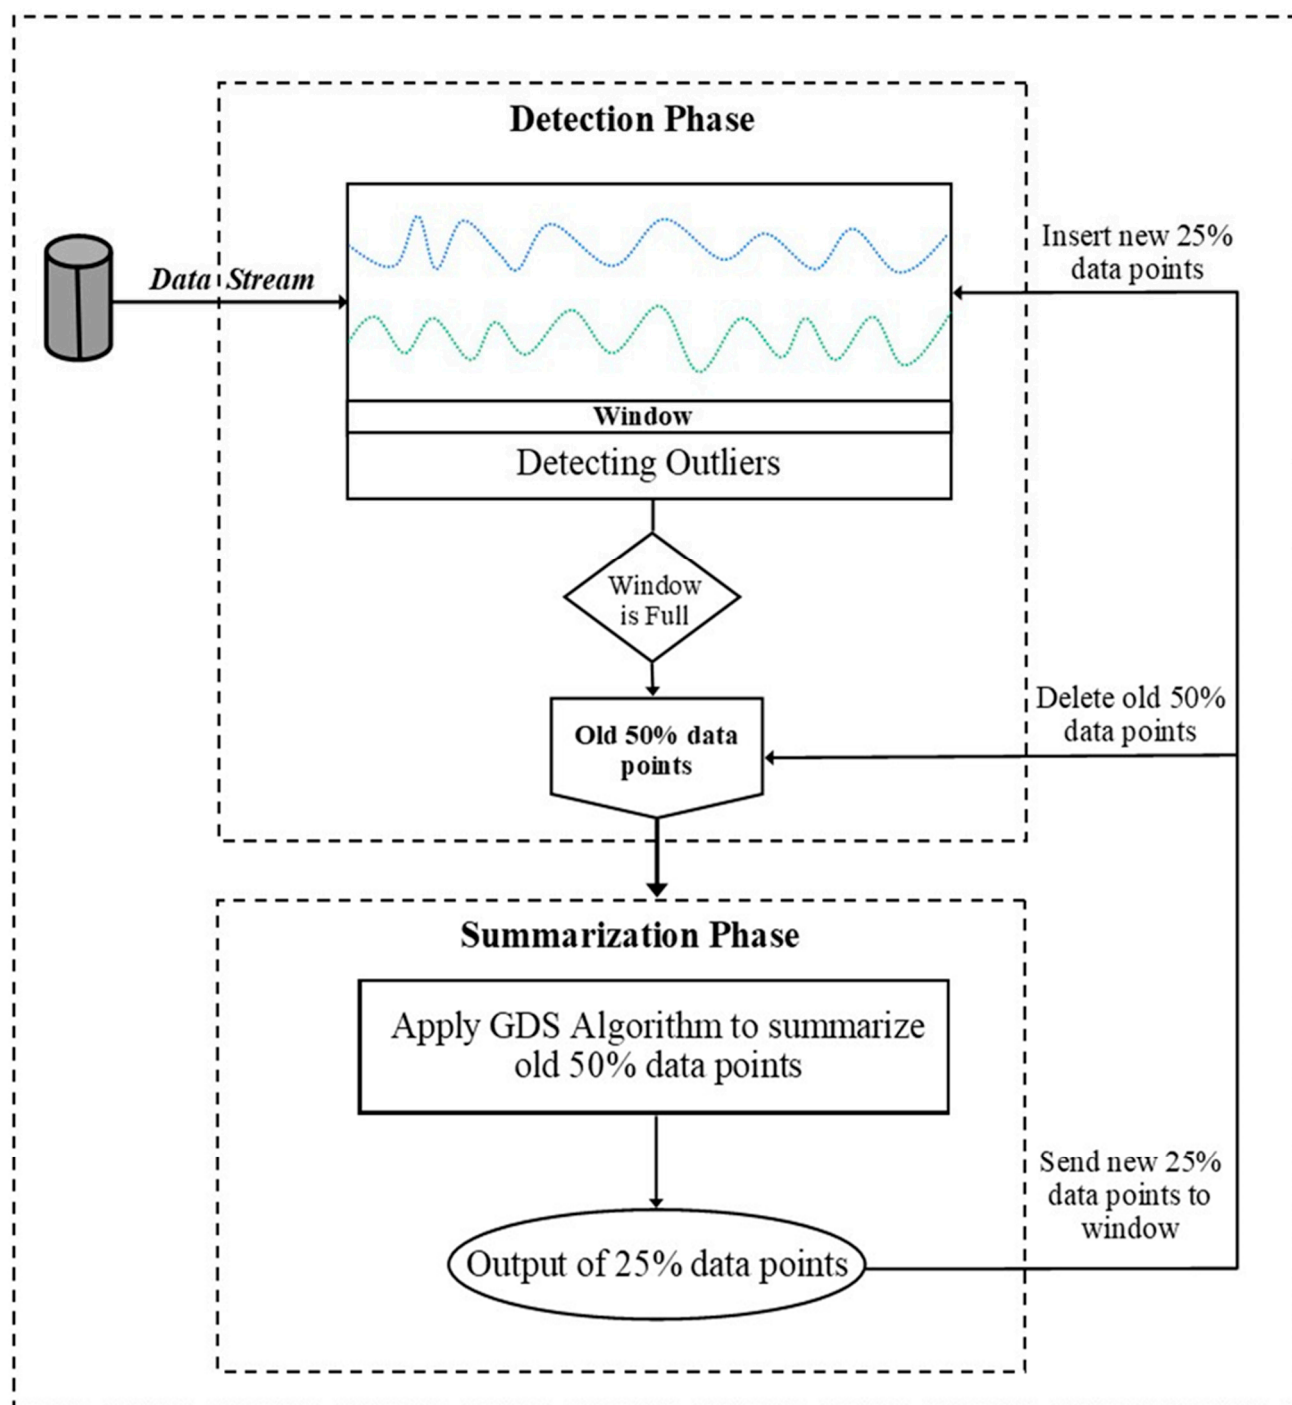 Detection Phase
Data Stream
Insert new 25%
data points
Window
Detecting Outliers
Window
is Full
Old 50% data
points
Delete old 50%
data points
Summarization Phase
Apply GDS Algorithm to summarize
old 50% data points
Send new 25%
data points to
window
Output of 25% data points